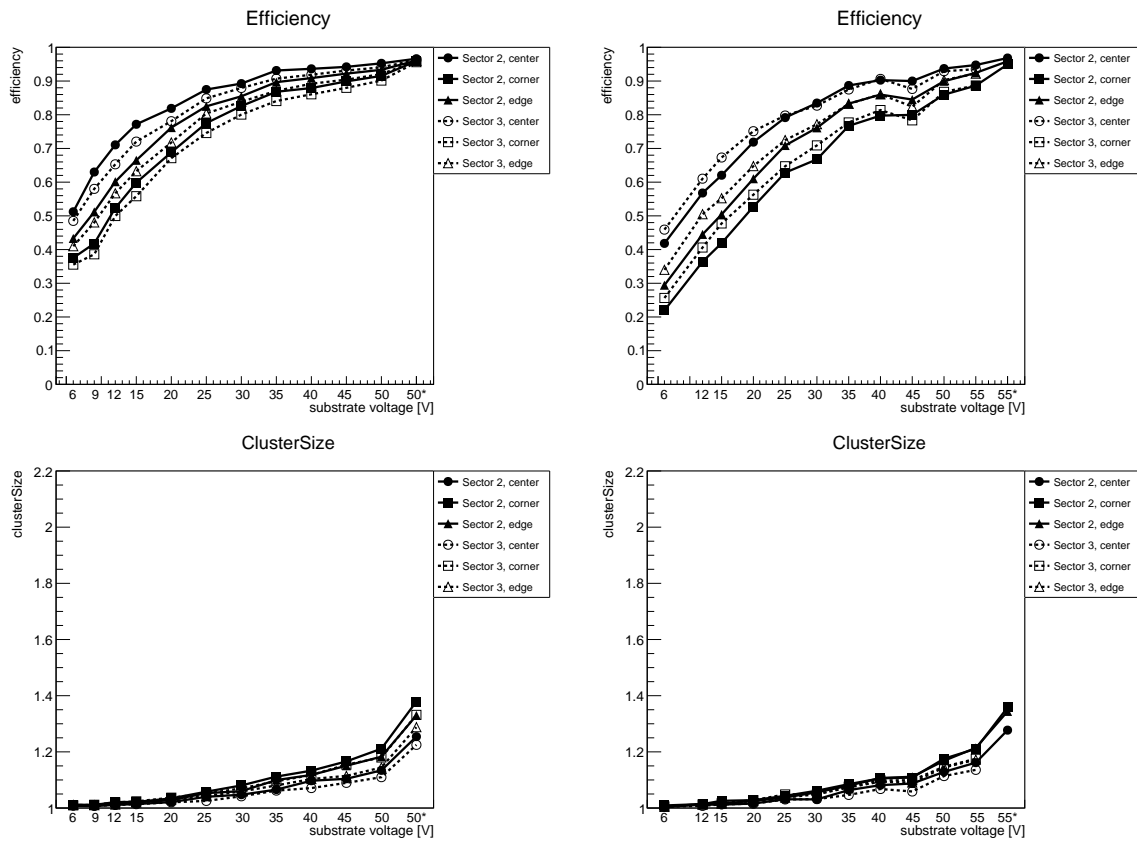 Efficiency
efficiency
1
0.9
0.8
0.7
0.6
0.5
0.4
0.3
0.2
0.1
0
6 9 12 15 20 25 30 35 40 45 50 50*
substrate voltage [V]
Sector 2, center
Sector 2, corner
Sector 2, edge
Sector 3, center
Sector 3, corner
Sector 3, edge
Efficiency
efficiency
1
0.9
0.8
0.7
0.6
0.5
0.4
0.3
0.2
0.1
0
6 12 15 20 25 30 35 40 45 50 55 55*
substrate voltage [V]
Sector 2, center
Sector 2, corner
Sector 2, edge
Sector 3, center
Sector 3, corner
Sector 3, edge
ClusterSize
clusterSize
2.2
2
1.8
1.6
1.4
1.2
1
6 9 12 15 20 25 30 35 40 45 50 50*
substrate voltage [V]
Sector 2, center
Sector 2, corner
Sector 2, edge
Sector 3, center
Sector 3, corner
Sector 3, edge
ClusterSize
clusterSize
2.2
2
1.8
1.6
1.4
1.2
1
6 12 15 20 25 30 35 40 45 50 55 55*
substrate voltage [V]
Sector 2, center
Sector 2, corner
Sector 2, edge
Sector 3, center
Sector 3, corner
Sector 3, edge